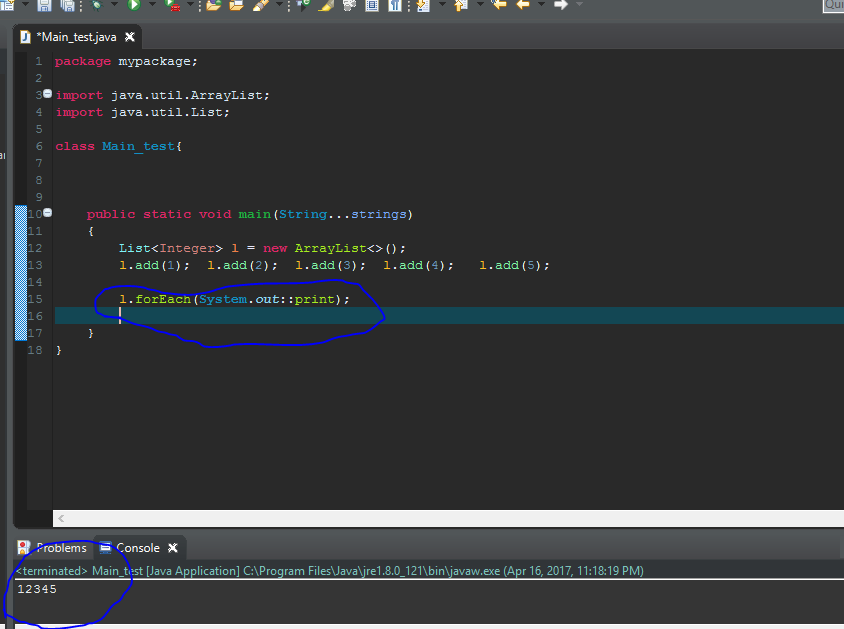 Qui
*Main_test.java
1 package mypackage;
2
3 import java.util.ArrayList;
4 import java.util.List;
5
6 class Main_test{
7
8
9
10 public static void main(String...strings)
11 {
12 List<Integer> l = new ArrayList<>();
13 l.add(1); l.add(2); l.add(3); l.add(4); l.add(5);
14
15 l.forEach(System.out::print);
16
17 }
18 }
Problems Console
<terminated> Main_test [Java Application] C:\Program Files\Java\jre1.8.0_121\bin\javaw.exe (Apr 16, 2017, 11:18:19 PM)
12345